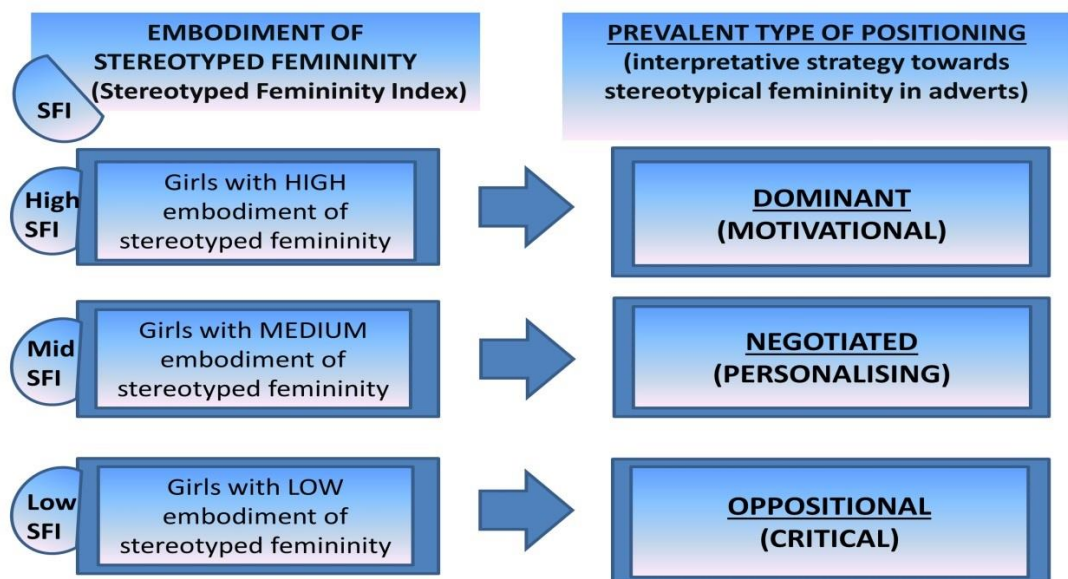 EMBODIMENT OF
STEREOTYPED FEMININITY
(Stereotyped Femininity Index)
SFI
PREVALENT TYPE OF POSITIONING
(interpretative strategy towards
stereotypical femininity in adverts)
High
SFI
Girls with HIGH
embodiment of
stereotyped femininity
DOMINANT
(MOTIVATIONAL)
Mid
SFI
Girls with MEDIUM
embodiment of
stereotyped femininity
NEGOTIATED
(PERSONALISING)
Low
SFI
Girls with LOW
embodiment of
stereotyped femininity
OPPOSITIONAL
(CRITICAL)